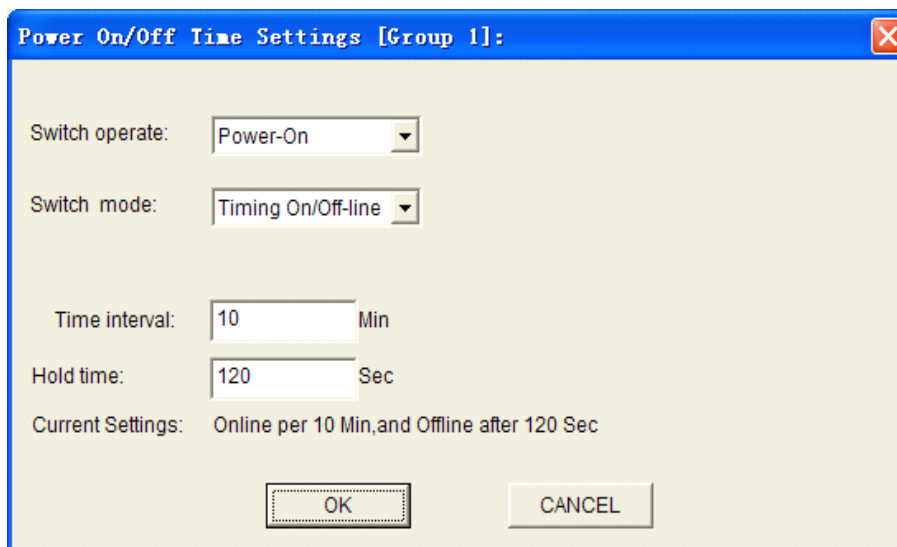 Power On/Off Time Settings [Group 1]:
Switch operate: Power-On
Switch mode: Timing On/Off-line
Time interval: 10 Min
Hold time: 120 Sec
Current Settings: Online per 10 Min,and Offline after 120 Sec
OK CANCEL